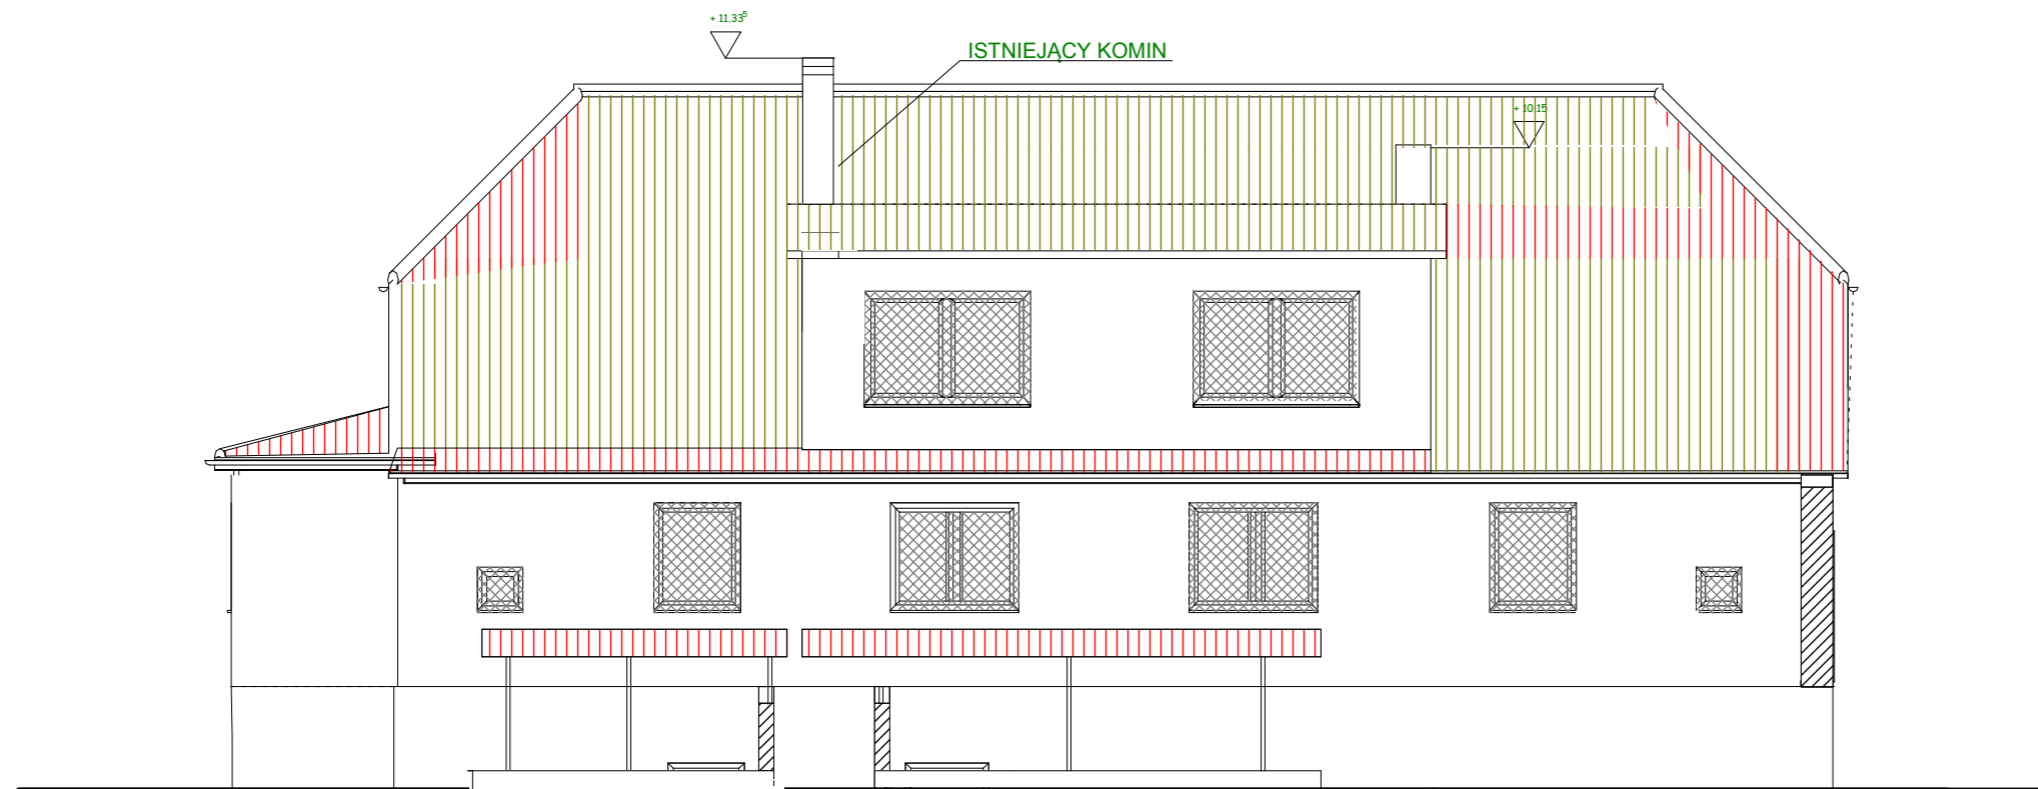 + 11.33⁵
ISTNIEJĄCY KOMIN
+ 10.15